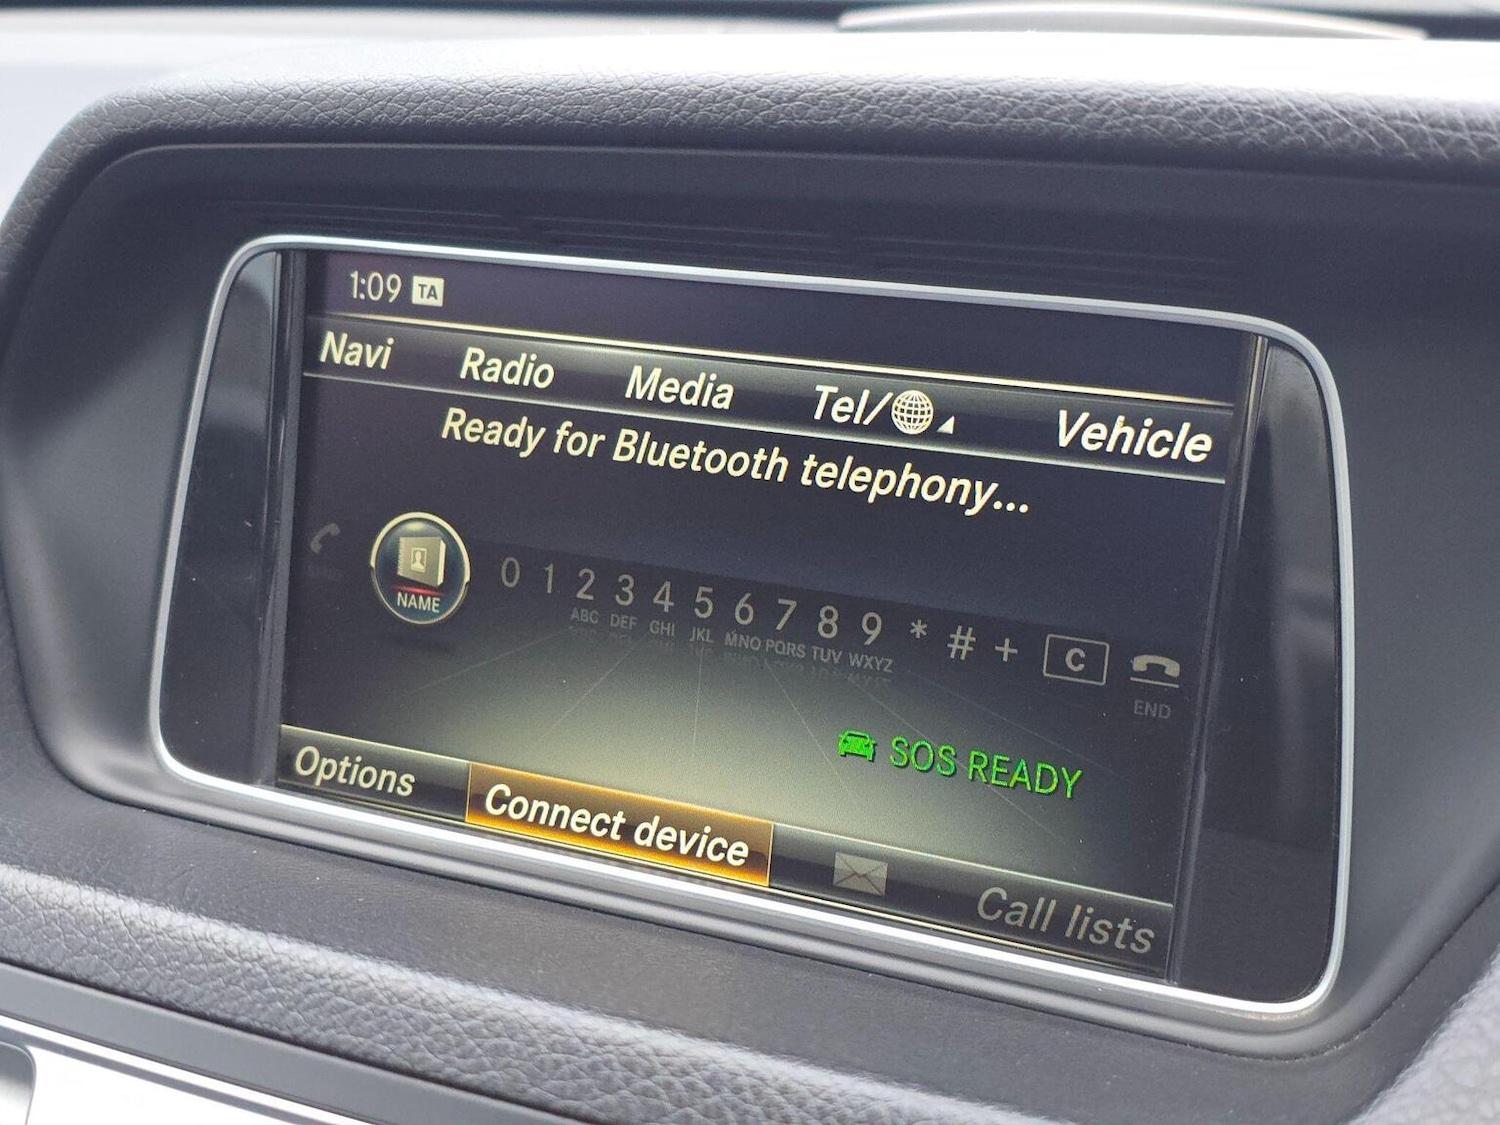 1:09 TA
Navi Radio Media Tel/ Vehicle
Ready for Bluetooth telephony...
NAME 0 1 2 3 4 5 6 7 8 9 * # + C
ABC DEF GHI JKL MNO PQRS TUV WXYZ
END
SOS READY
Options Connect device Call lists